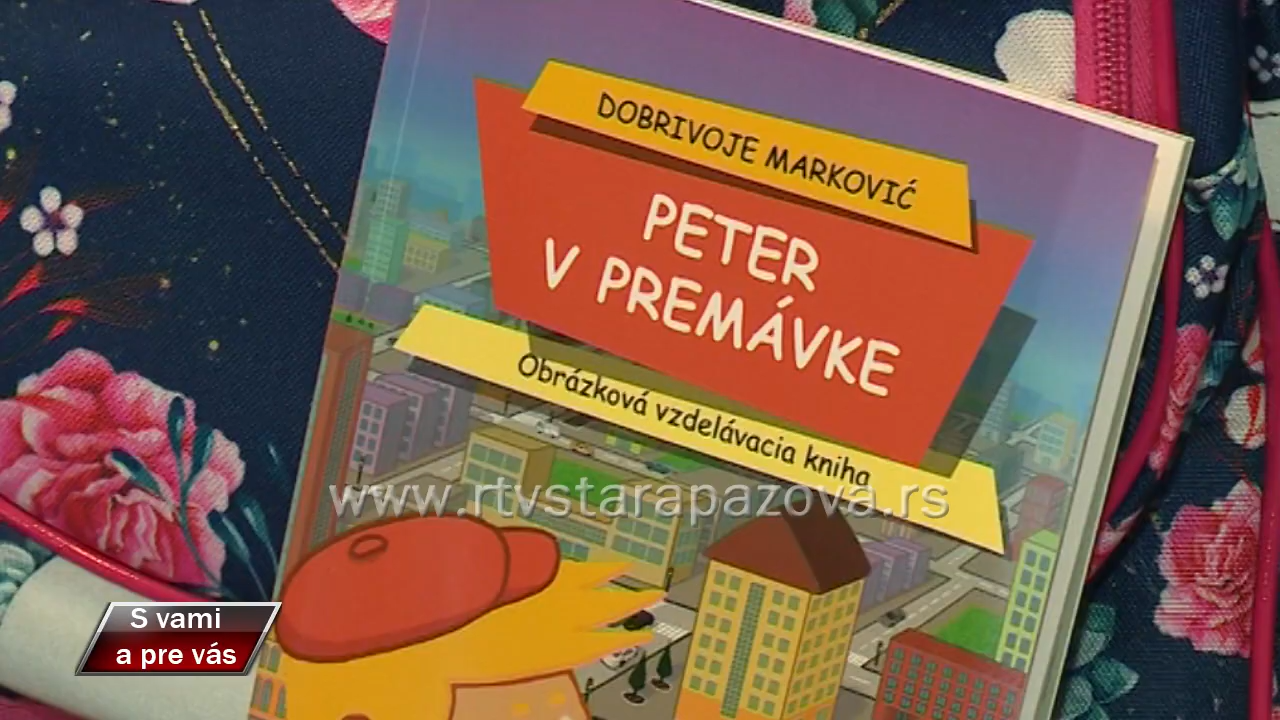 DOBRIVOJE MARKOVIĆ
PETER
V PREMÁVKE
Obrázková vzdelávacia kniha
www.rtvstarapazova.rs
S vami
a pre vás